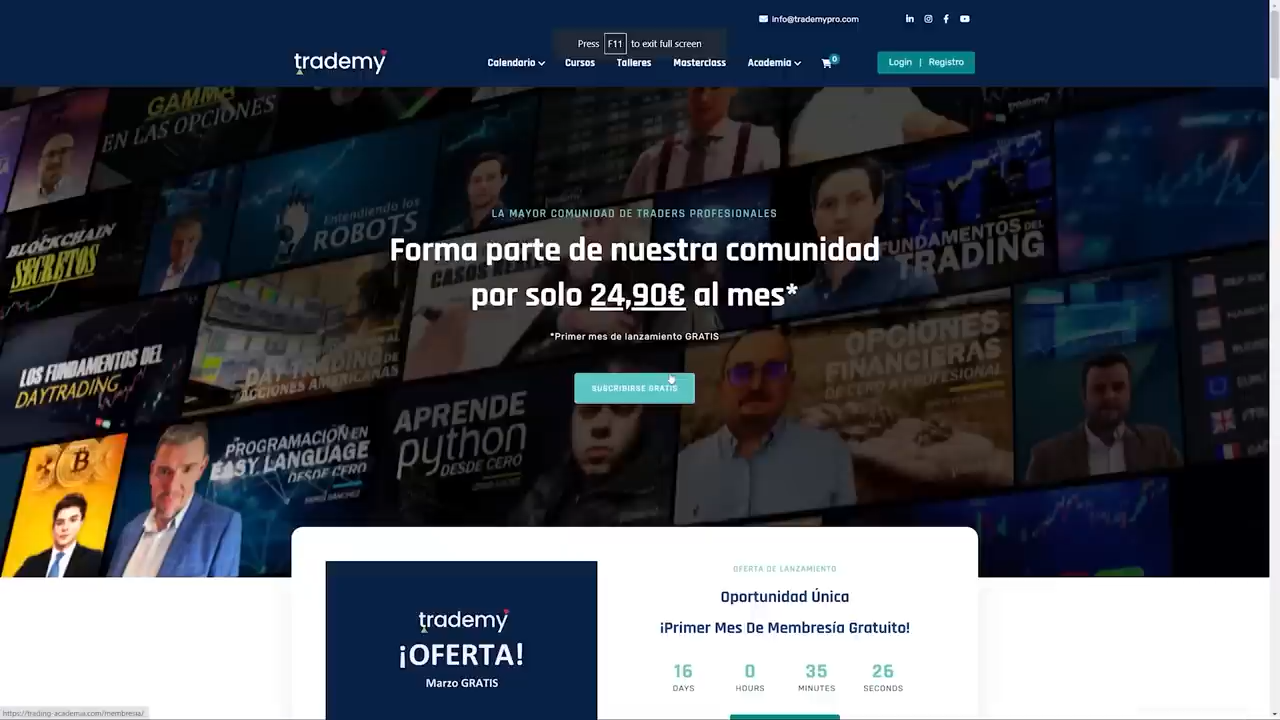 info@trademypro.com
Press F11 to exit full screen
trademy
Calendario
Cursos
Talleres
Masterclass
Academia
0
Login | Registro
GAMMA
EN LAS OPCIONES
trademy
Entendiendo los
ROBOTS
BLOCKCHAIN
SECRETOS
FUNDAMENTOS DEL
TRADING
LA MAYOR COMUNIDAD DE TRADERS PROFESIONALES
Forma parte de nuestra comunidad
por solo 24,90€ al mes*
*Primer mes de lanzamiento GRATIS
SUSCRIBIRSE GRATIS
LOS FUNDAMENTOS DEL
DAYTRADING
DAY TRADING
ACCIONES AMERICANAS
OPCIONES
FINANCIERAS
DE CERO A PROFESIONAL
APRENDE
python
DESDE CERO
PROGRAMACIÓN EN
EASY LANGUAGE
DESDE CERO
trademy
¡OFERTA!
Marzo GRATIS
OFERTA DE LANZAMIENTO
Oportunidad Única
¡Primer Mes De Membresía Gratuito!
16 0 35 26
DAYS HOURS MINUTES SECONDS
https://trading-academia.com/membresia/